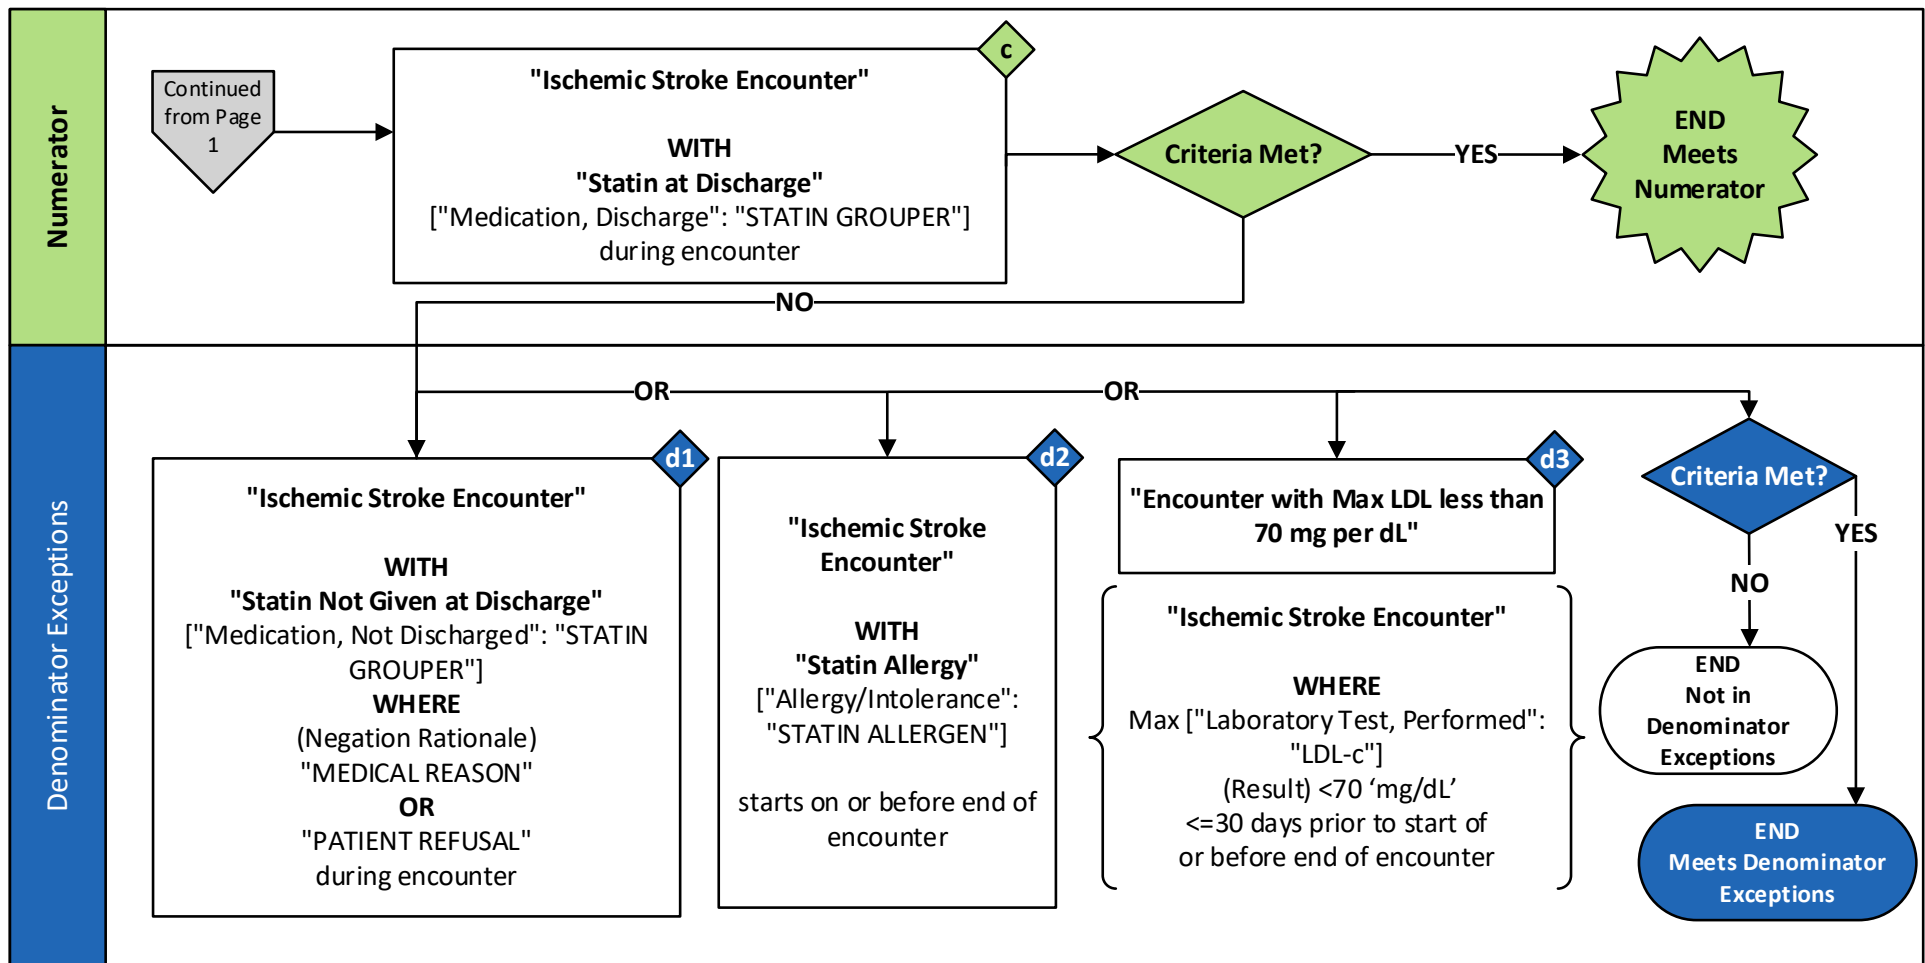 Numerator
Continued
from Page
1
c
"Ischemic Stroke Encounter"
WITH
"Statin at Discharge"
["Medication, Discharge": "STATIN GROUPER"]
during encounter
Criteria Met?
YES
END
Meets
Numerator
NO
Denominator Exceptions
OR
OR
d1
"Ischemic Stroke Encounter"
WITH
"Statin Not Given at Discharge"
["Medication, Not Discharged": "STATIN
GROUPER"]
WHERE
(Negation Rationale)
"MEDICAL REASON"
OR
"PATIENT REFUSAL"
during encounter
d2
"Ischemic Stroke
Encounter"
WITH
"Statin Allergy"
["Allergy/Intolerance":
"STATIN ALLERGEN"]
starts on or before end of
encounter
d3
"Encounter with Max LDL less than
70 mg per dL"
"Ischemic Stroke Encounter"
WHERE
Max ["Laboratory Test, Performed":
"LDL-c"]
(Result) <70 ‘mg/dL’
<=30 days prior to start of
or before end of encounter
Criteria Met?
YES
NO
END
Not in
Denominator
Exceptions
END
Meets Denominator
Exceptions